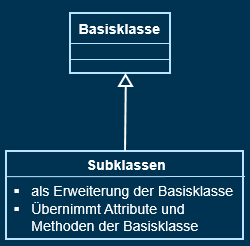 Basisklasse
Subklassen
▪ als Erweiterung der Basisklasse
▪ Übernimmt Attribute und
Methoden der Basisklasse